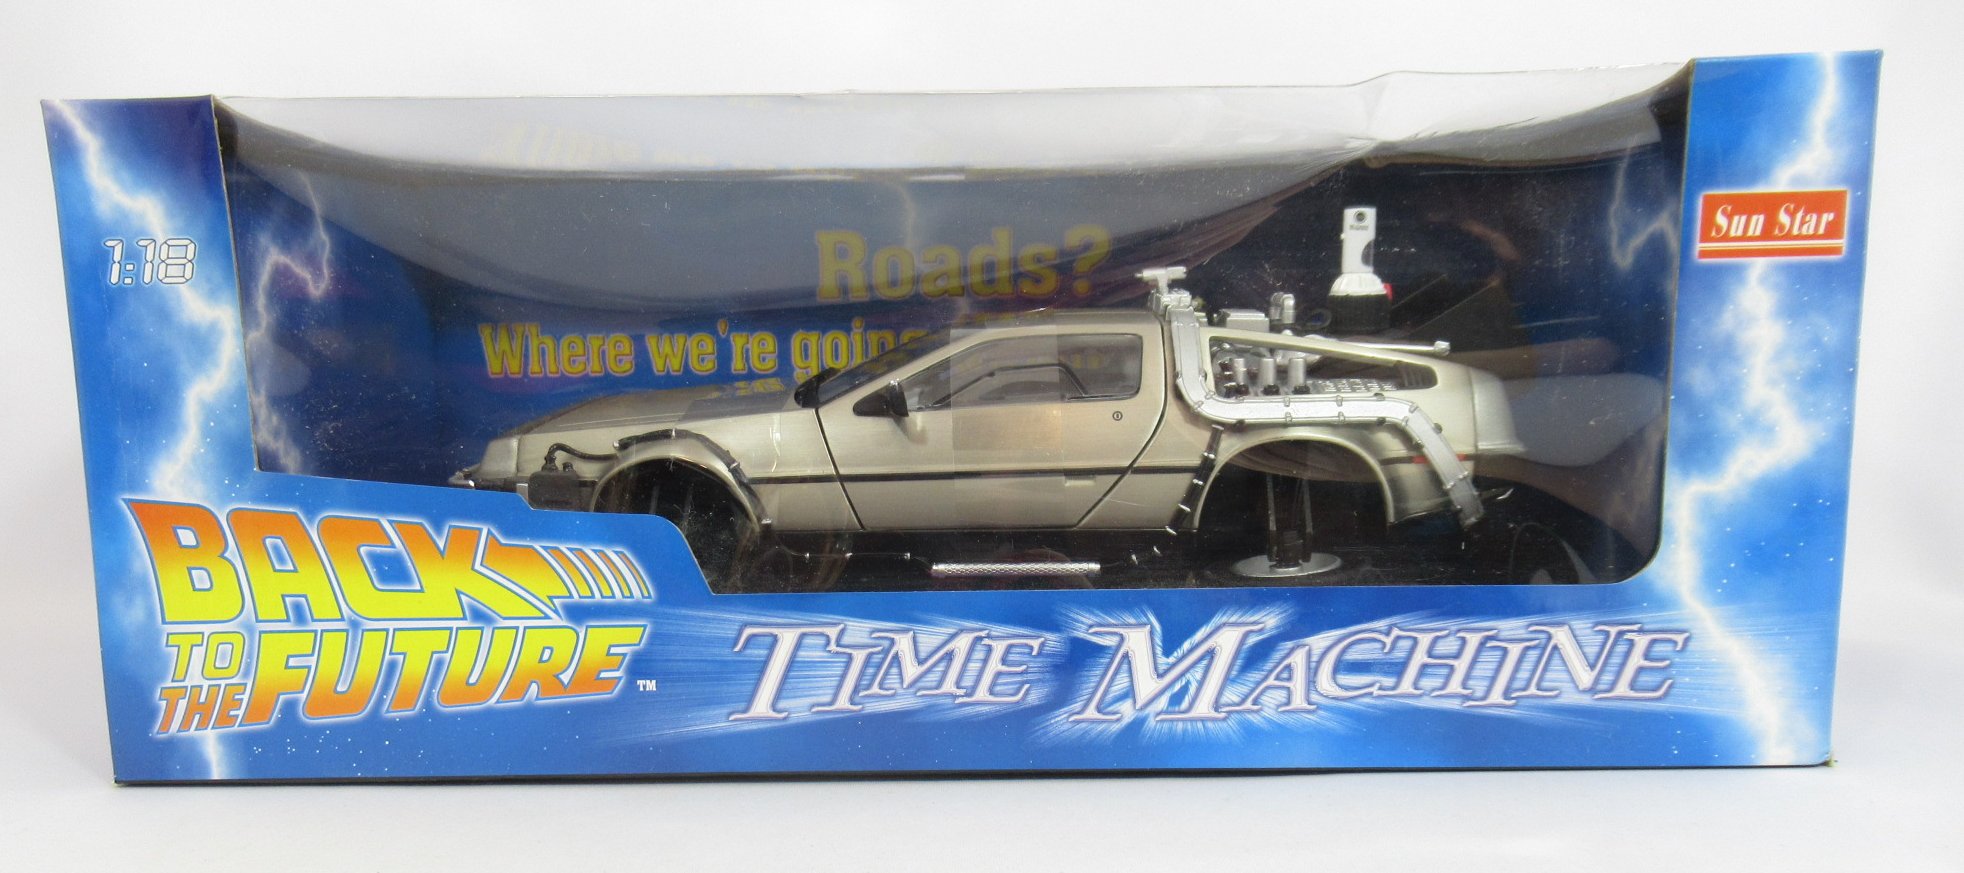 1:18
Sun Star
Roads?
Where we're going
BACK
TO THE FUTURE ™
TIME MACHINE